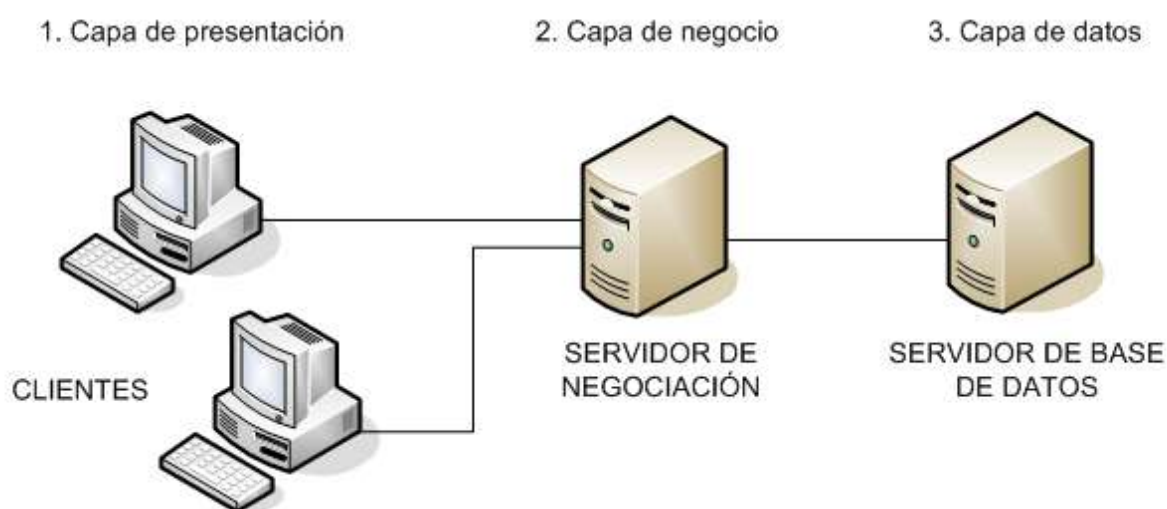 1. Capa de presentación
2. Capa de negocio
3. Capa de datos
SERVIDOR DE
NEGOCIACIÓN
SERVIDOR DE BASE
DE DATOS
CLIENTES